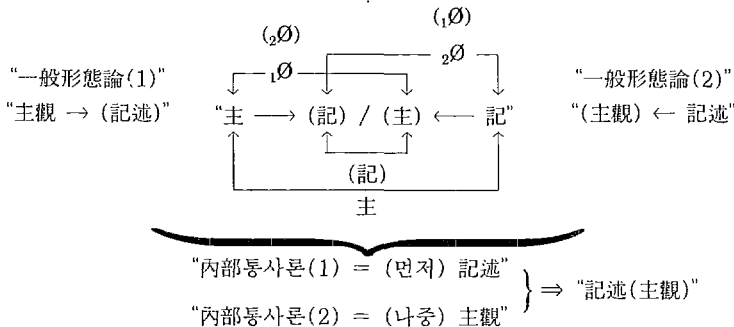 (₁Ø)
(₂Ø)
₂Ø
₁Ø
“一般形態論(1)”
“一般形態論(2)”
“主觀 → (記述)” “主 ⟶ (記) / (主) ⟵ 記” “(主觀) ← 記述”
(記)
主
“內部통사론(1) = (먼저) 記述”
⇒ “記述(主觀)”
“內部통사론(2) = (나중) 主觀”